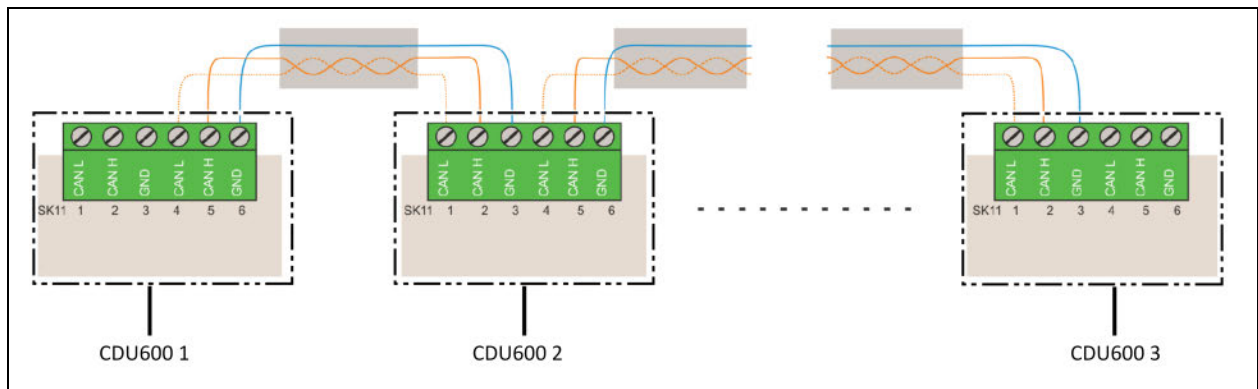 CAN L CAN H GND CAN L CAN H GND
SK11 1 2 3 4 5 6
CAN L CAN H GND CAN L CAN H GND
SK11 1 2 3 4 5 6
CAN L CAN H GND CAN L CAN H GND
SK11 1 2 3 4 5 6
CDU600 1
CDU600 2
CDU600 3